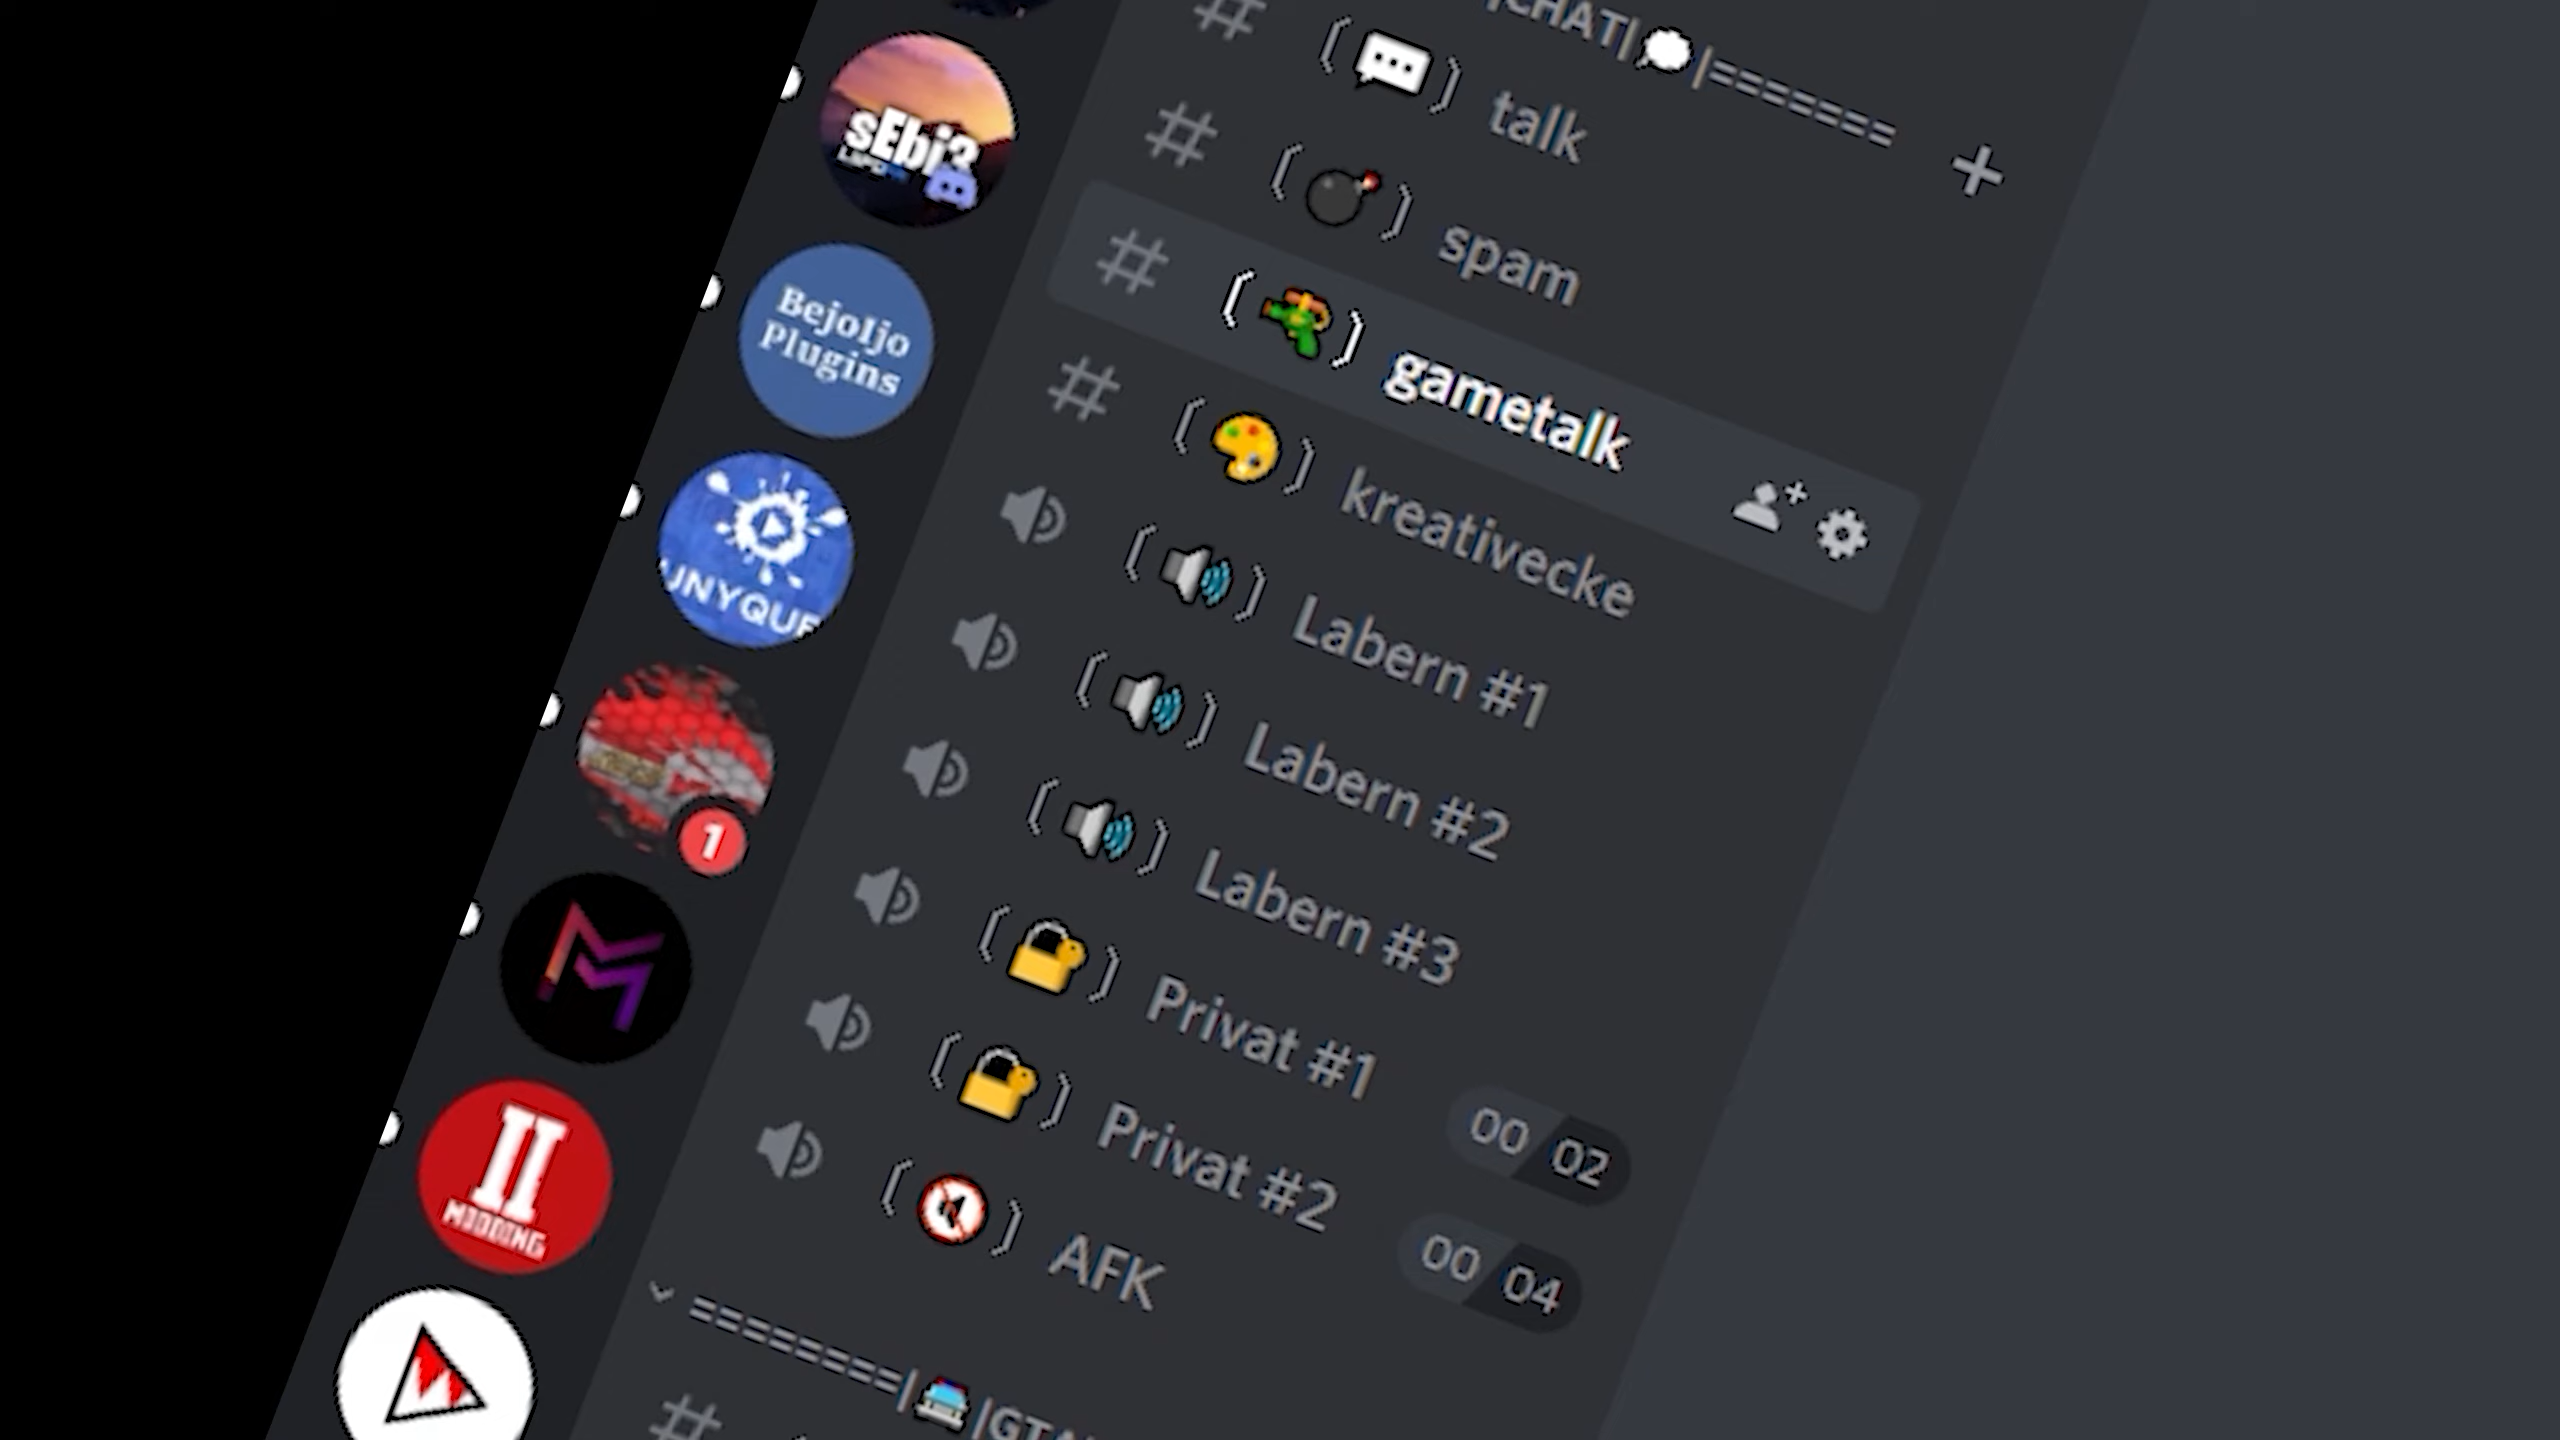 |CHAT|💭|======
# 〔💬〕 talk
# 〔💣〕 spam
# 〔🔫〕 gametalk
# 〔🎨〕 kreativecke
〔🔊〕 Labern #1
〔🔊〕 Labern #2
〔🔊〕 Labern #3
〔🔐〕 Privat #1 00 02
〔🔐〕 Privat #2 00 04
〔🔇〕 AFK
========|🚔|GTA
sEbi3
Bejoljo
Plugins
UNYQUE
1
II
MODDING